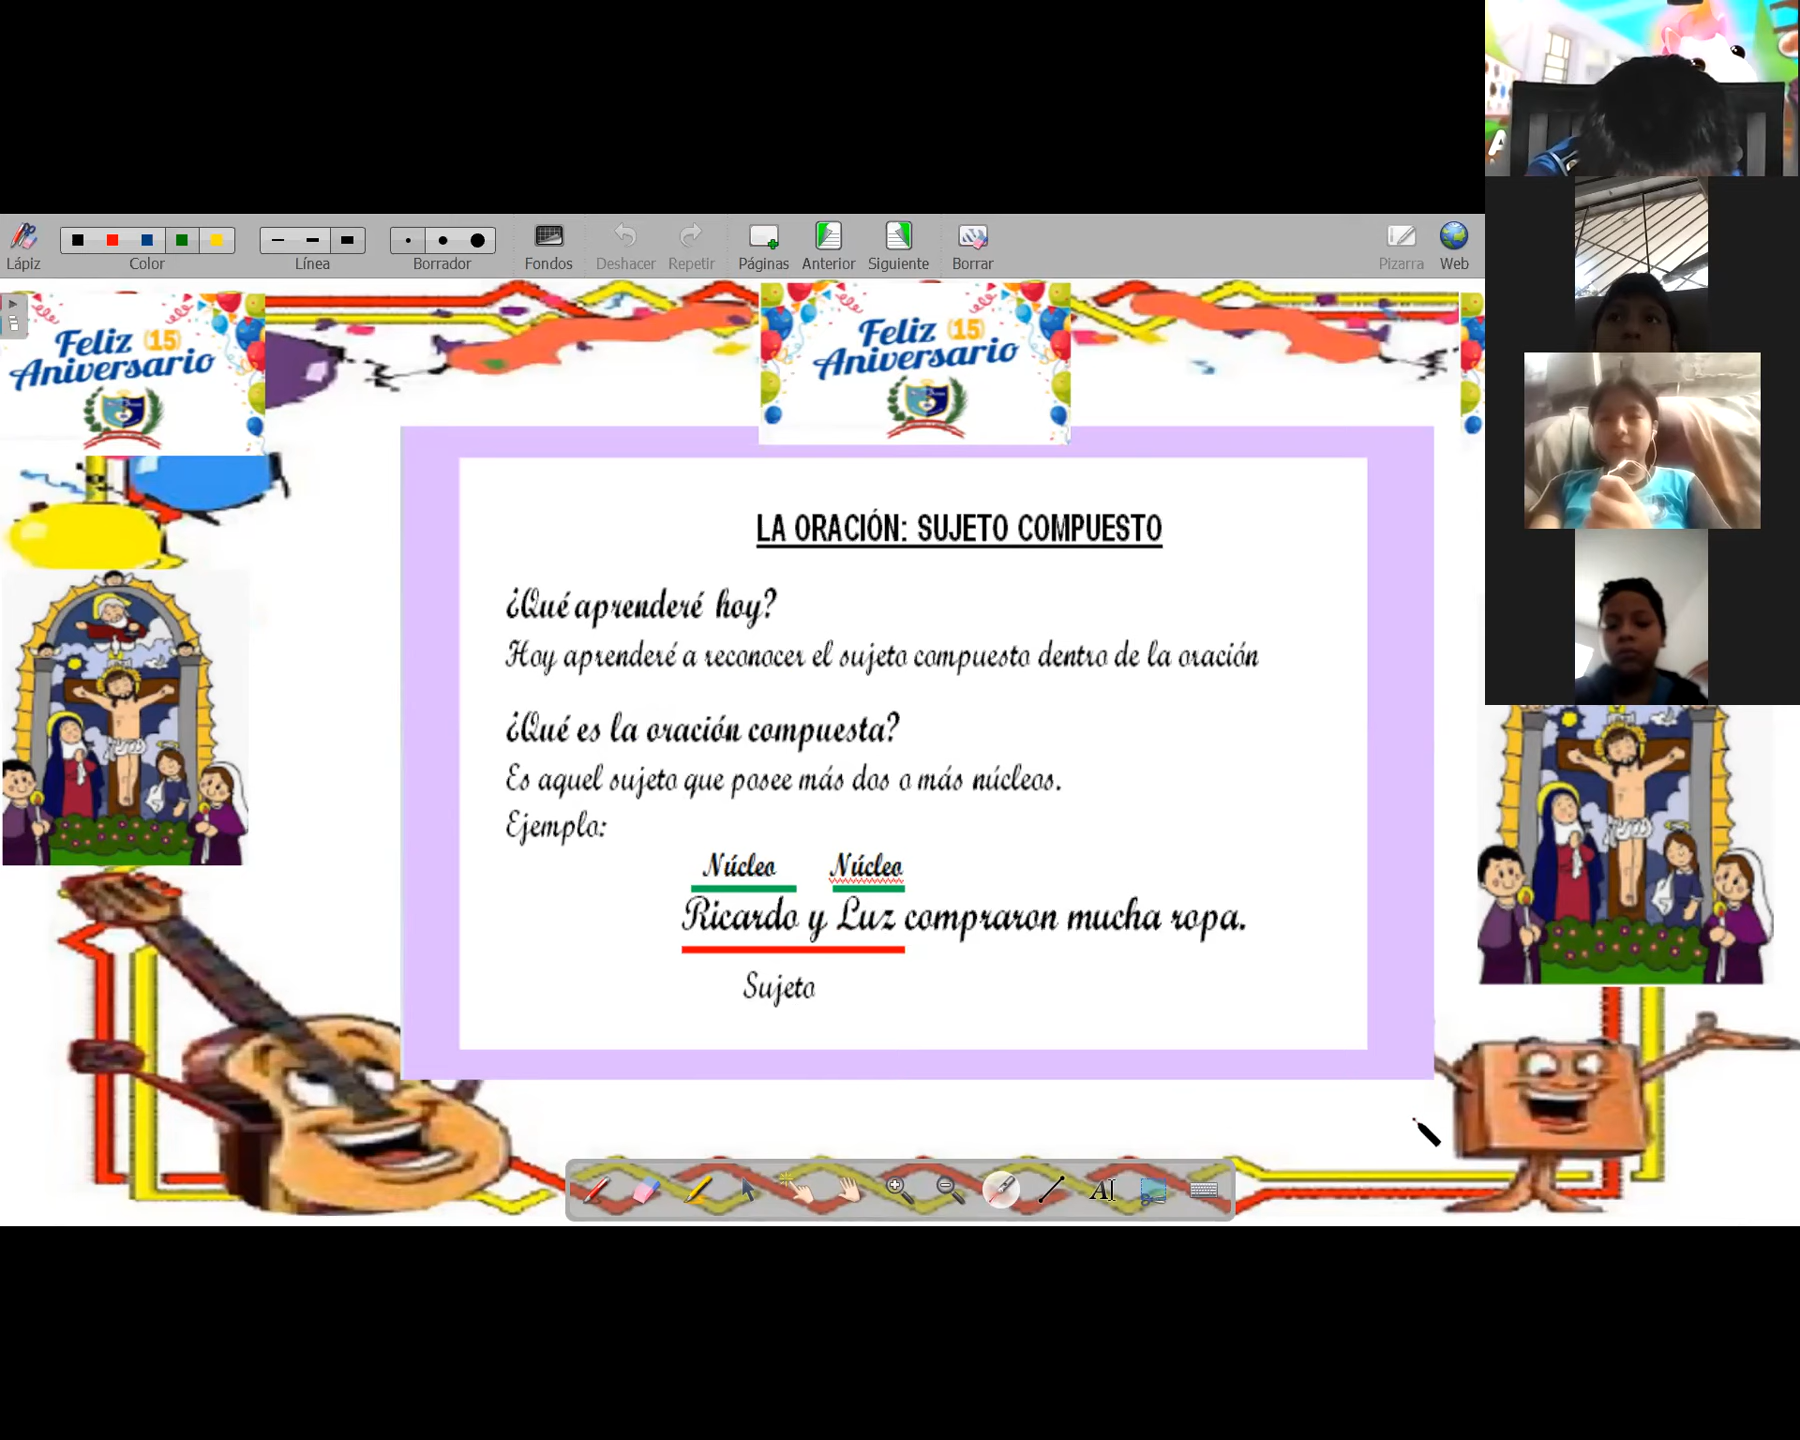 Lápiz
Color
Línea
Borrador
Fondos
Deshacer
Repetir
Páginas
Anterior
Siguiente
Borrar
Pizarra
Web
Feliz 15
Aniversario
Feliz 15
Aniversario
LA ORACIÓN: SUJETO COMPUESTO
¿Qué aprenderé hoy?
Hoy aprenderé a reconocer el sujeto compuesto dentro de la oración
¿Qué es la oración compuesta?
Es aquel sujeto que posee más dos o más núcleos.
Ejemplo:
Núcleo Núcleo
Ricardo y Luz compraron mucha ropa.
Sujeto